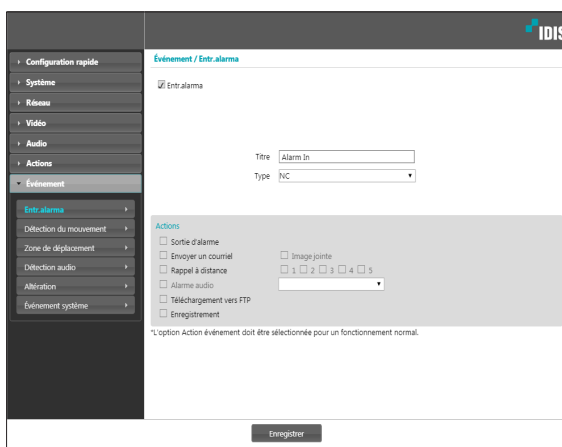 IDIS
Configuration rapide
Système
Réseau
Vidéo
Audio
Actions
Événement
Entr.alarma
Détection du mouvement
Zone de déplacement
Détection audio
Altération
Événement système
Événement / Entr.alarma
Entr.alarma
Titre Alarm In
Type NC
Actions
Sortie d'alarme
Envoyer un courriel Image jointe
Rappel à distance 1 2 3 4 5
Alarme audio
Téléchargement vers FTP
Enregistrement
*L'option Action événement doit être sélectionnée pour un fonctionnement normal.
Enregistrer